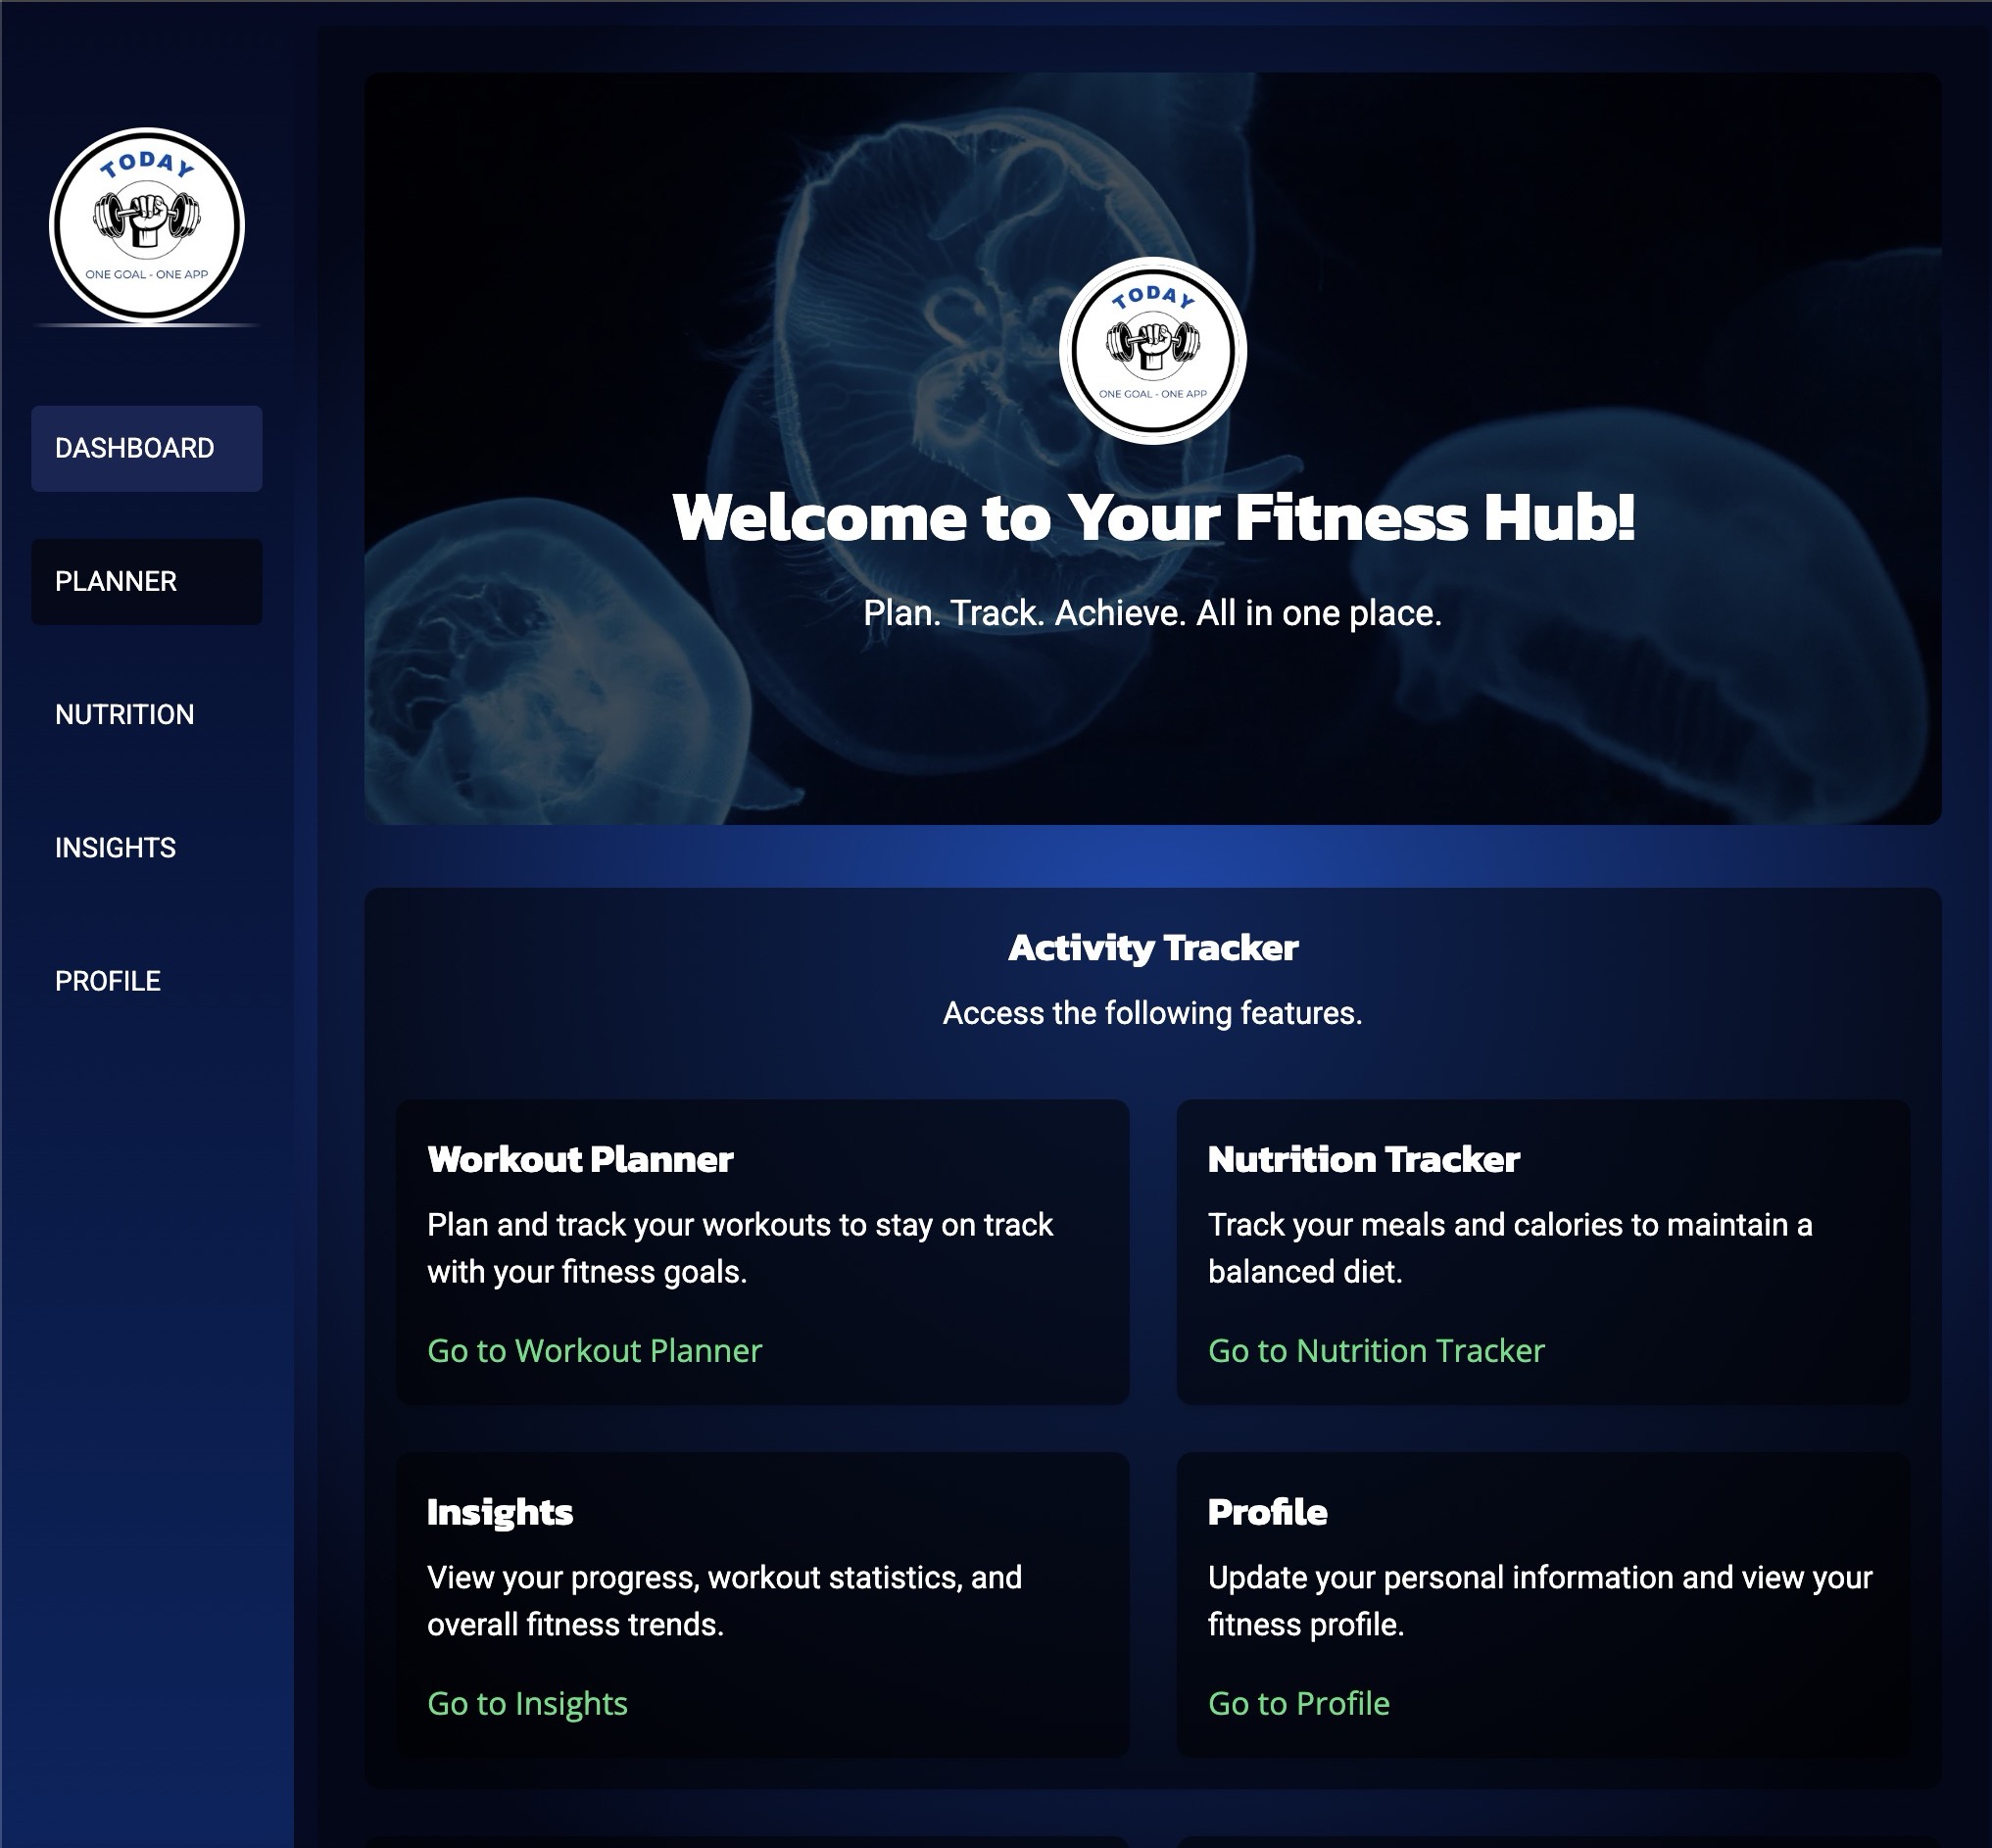 TODAY
ONE GOAL - ONE APP
DASHBOARD
PLANNER
NUTRITION
INSIGHTS
PROFILE
TODAY
ONE GOAL - ONE APP
Welcome to Your Fitness Hub!
Plan. Track. Achieve. All in one place.
Activity Tracker
Access the following features.
Workout Planner
Plan and track your workouts to stay on track
with your fitness goals.
Go to Workout Planner
Nutrition Tracker
Track your meals and calories to maintain a
balanced diet.
Go to Nutrition Tracker
Insights
View your progress, workout statistics, and
overall fitness trends.
Go to Insights
Profile
Update your personal information and view your
fitness profile.
Go to Profile